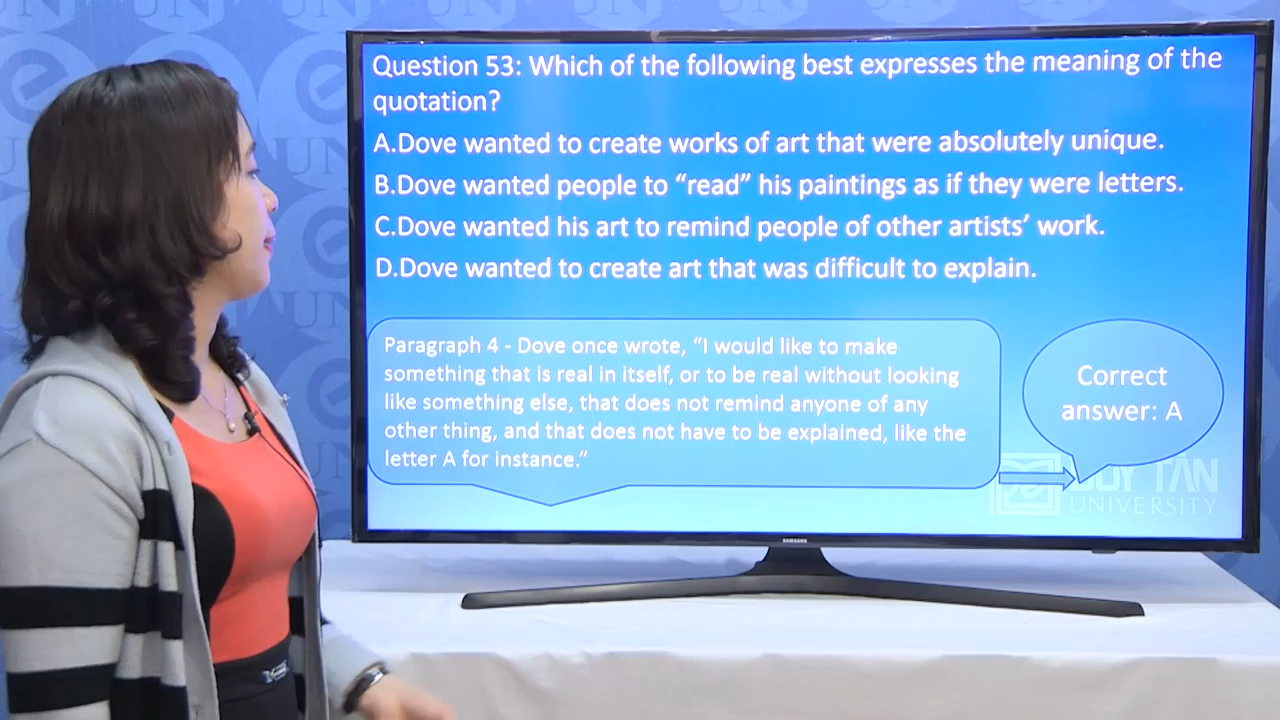 Question 53: Which of the following best expresses the meaning of the
quotation?
A.Dove wanted to create works of art that were absolutely unique.
B.Dove wanted people to “read” his paintings as if they were letters.
C.Dove wanted his art to remind people of other artists’ work.
D.Dove wanted to create art that was difficult to explain.
Paragraph 4 - Dove once wrote, “I would like to make
something that is real in itself, or to be real without looking
like something else, that does not remind anyone of any
other thing, and that does not have to be explained, like the
letter A for instance.”
Correct
answer: A
DUY TÂN
UNIVERSITY
SAMSUNG